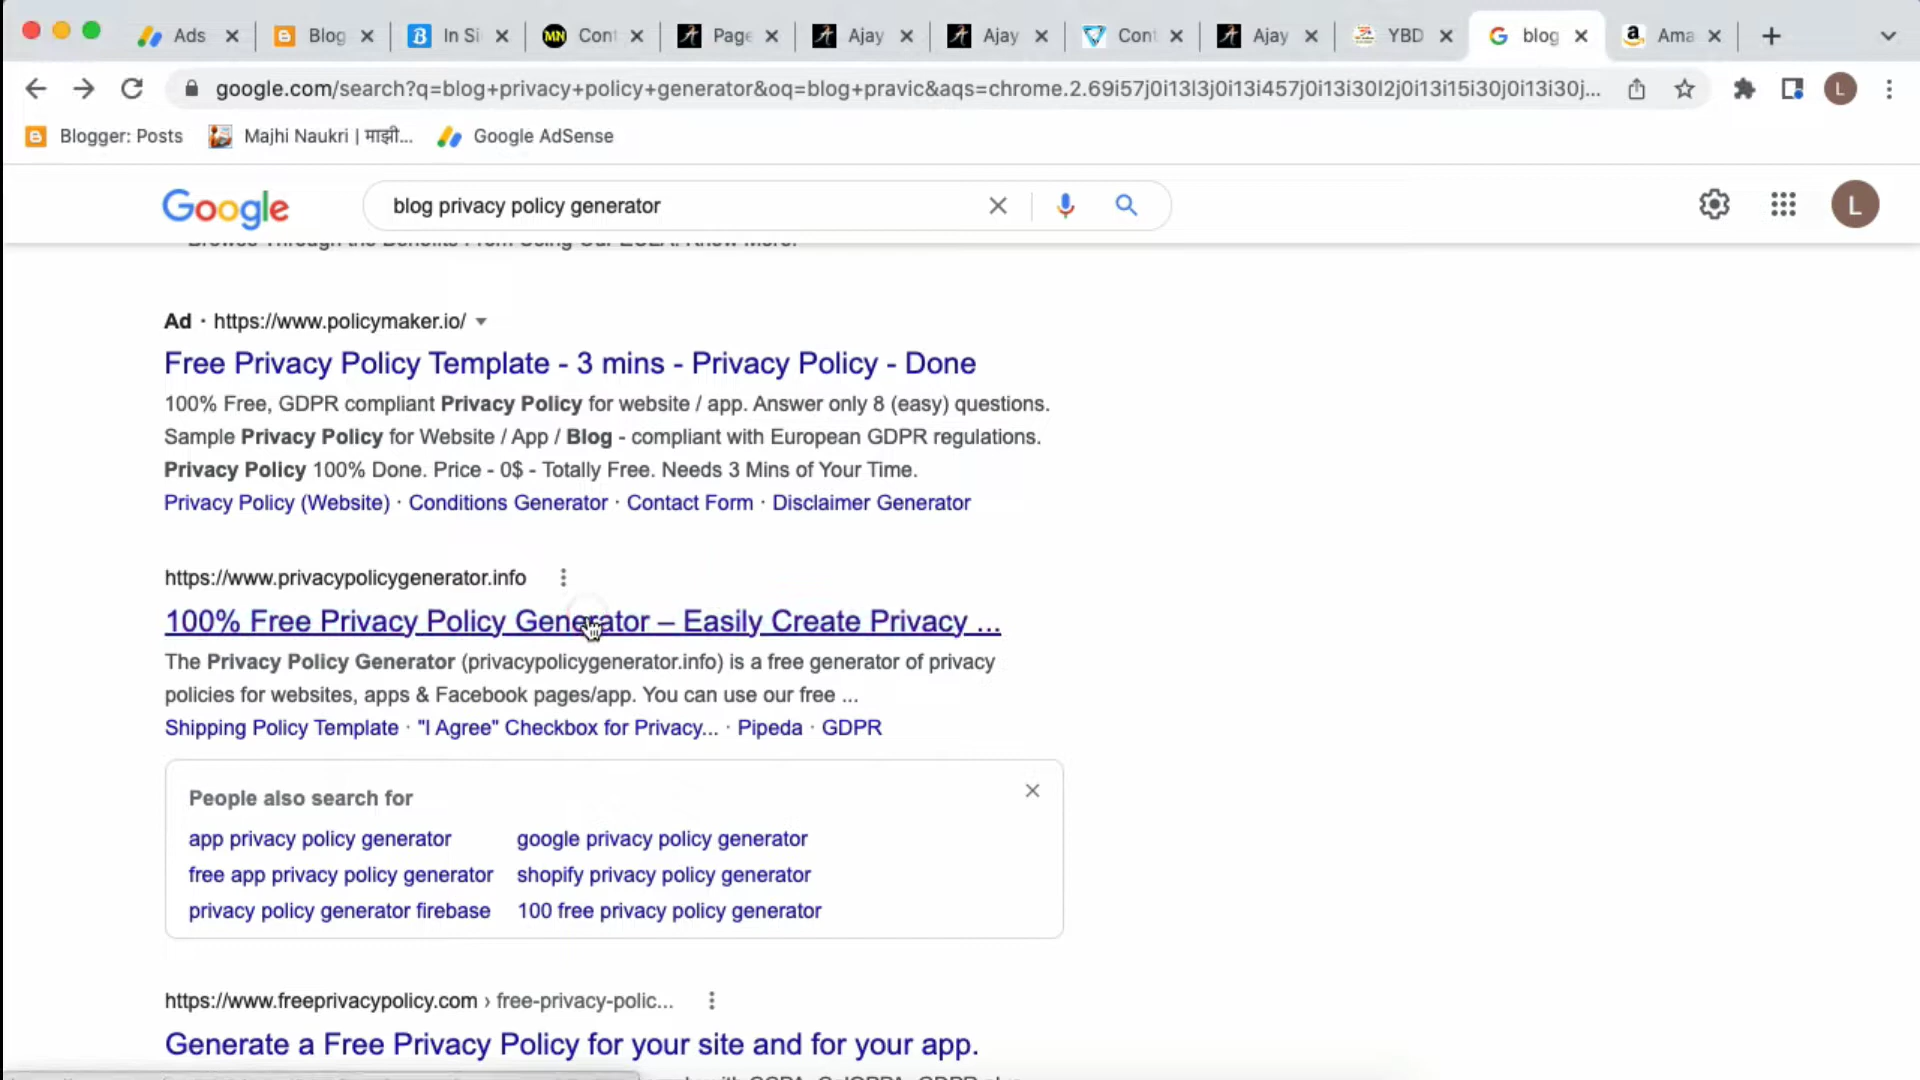 Ads
Blog
In Si
Cont
Page
Ajay
Ajay
Cont
Ajay
YBD
blog
Ama
google.com/search?q=blog+privacy+policy+generator&oq=blog+pravic&aqs=chrome.2.69i57j0i13l3j0i13i457j0i13i30l2j0i13i15i30j0i13i30j...
L
Blogger: Posts
Majhi Naukri | माझी...
Google AdSense
Google
blog privacy policy generator
L
Ad · https://www.policymaker.io/
Free Privacy Policy Template - 3 mins - Privacy Policy - Done
100% Free, GDPR compliant Privacy Policy for website / app. Answer only 8 (easy) questions.
Sample Privacy Policy for Website / App / Blog - compliant with European GDPR regulations.
Privacy Policy 100% Done. Price - 0$ - Totally Free. Needs 3 Mins of Your Time.
Privacy Policy (Website) · Conditions Generator · Contact Form · Disclaimer Generator
https://www.privacypolicygenerator.info
100% Free Privacy Policy Generator – Easily Create Privacy ...
The Privacy Policy Generator (privacypolicygenerator.info) is a free generator of privacy
policies for websites, apps & Facebook pages/app. You can use our free ...
Shipping Policy Template · "I Agree" Checkbox for Privacy... · Pipeda · GDPR
People also search for
app privacy policy generator
google privacy policy generator
free app privacy policy generator
shopify privacy policy generator
privacy policy generator firebase
100 free privacy policy generator
https://www.freeprivacypolicy.com › free-privacy-polic...
Generate a Free Privacy Policy for your site and for your app.